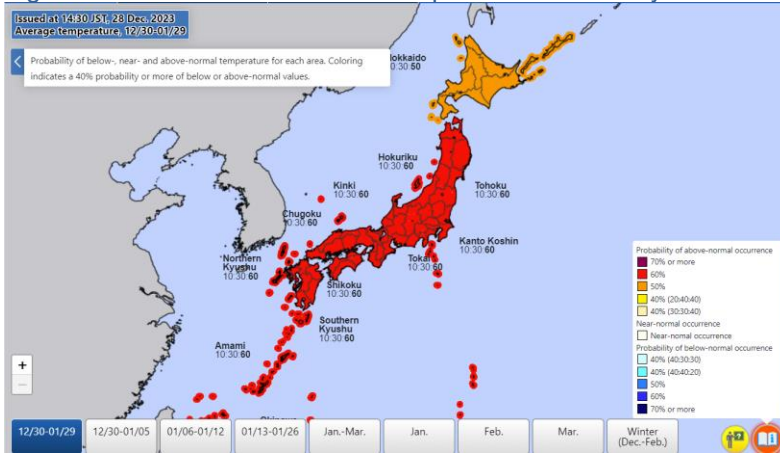 Issued at 14:30 JST, 28 Dec. 2023
Average temperature, 12/30-01/29
Probability of below-, near- and above-normal temperature for each area. Coloring
indicates a 40% probability or more of below or above-normal values.
10:30:50
Hokuriku
10:30:60
Tohoku
10:30:60
Kinki
10:30:60
Chugoku
10:30:60
Kanto Koshin
10:30:60
Tokai
10:30:60
Northern
Kyushu
10:30:60
Shikoku
10:30:60
Southern
Kyushu
10:30:60
Amami
10:30:60
Probability of above-normal occurrence
70% or more
60%
50%
40% (20:40:40)
40% (30:30:40)
Near-normal occurrence
Near-nomal occurrence
Probability of below-normal occurrence
40% (40:30:30)
40% (40:40:20)
50%
60%
70% or more
+
−
12/30-01/29
12/30-01/05
01/06-01/12
01/13-01/26
Jan.-Mar.
Jan.
Feb.
Mar.
Winter
(Dec.-Feb.)